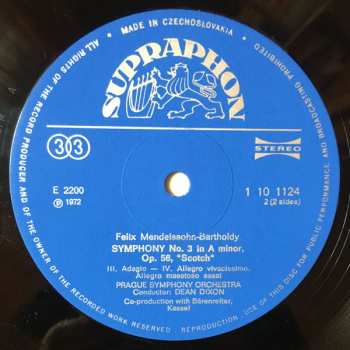 MADE IN CZECHOSLOVAKIA
ALL RIGHTS OF THE RECORD PRODUCER AND OF THE OWNER OF THE RECORDED WORK RESERVED
UNAUTHORIZED COPYING PROHIBITED
SUPRAPHON
33
STEREO
E 2200
1 10 1124
℗ 1972
2 (2 sides)
Felix Mendelssohn-Bartholdy
SYMPHONY No. 3 in A minor,
Op. 56, "Scotch"
III. Adagio — IV. Allegro vivacissimo.
Allegro maestoso assai
PRAGUE SYMPHONY ORCHESTRA
Conductor: DEAN DIXON
Co-production with Bärenreiter,
Kassel
REPRODUCTION - USE OF THIS DISC FOR PUBLIC PERFORMANCE AND BROADCASTING PROHIBITED